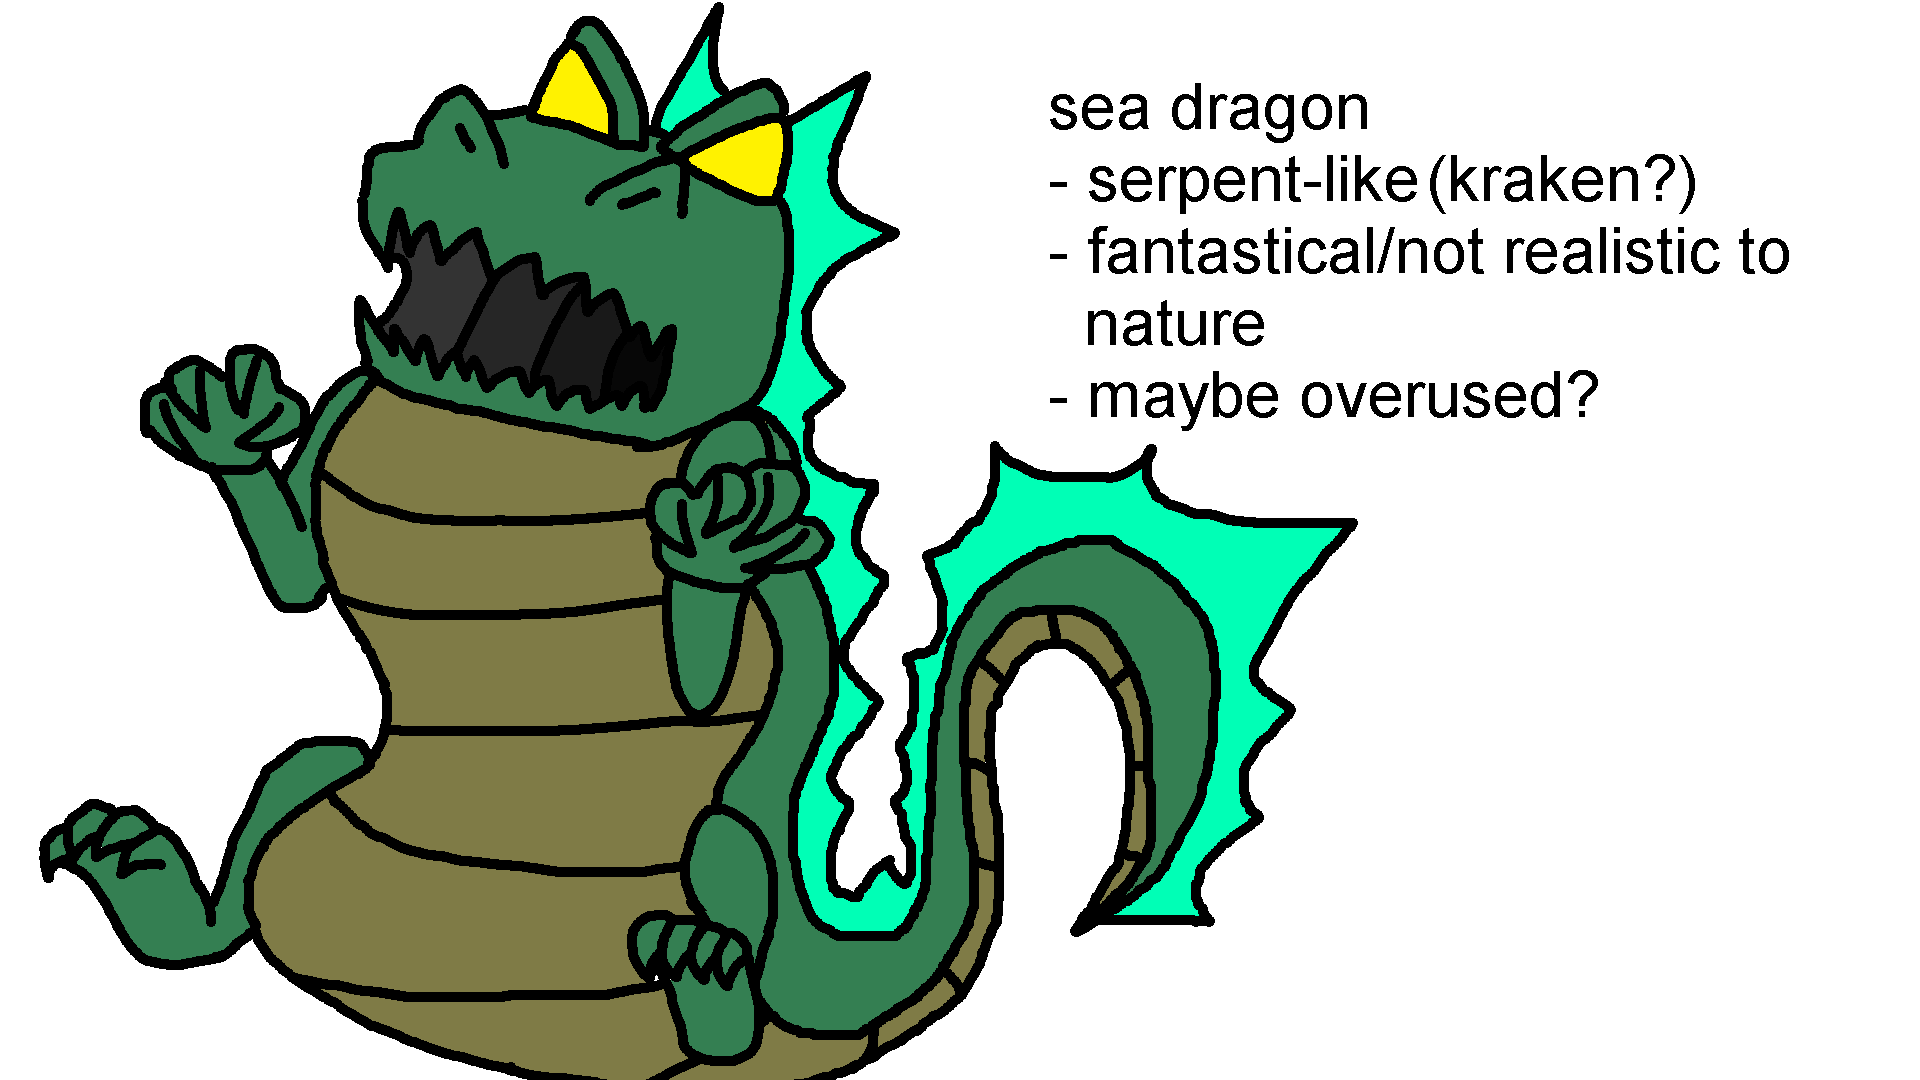 sea dragon
- serpent-like(kraken?)
- fantastical/not realistic to
nature
- maybe overused?